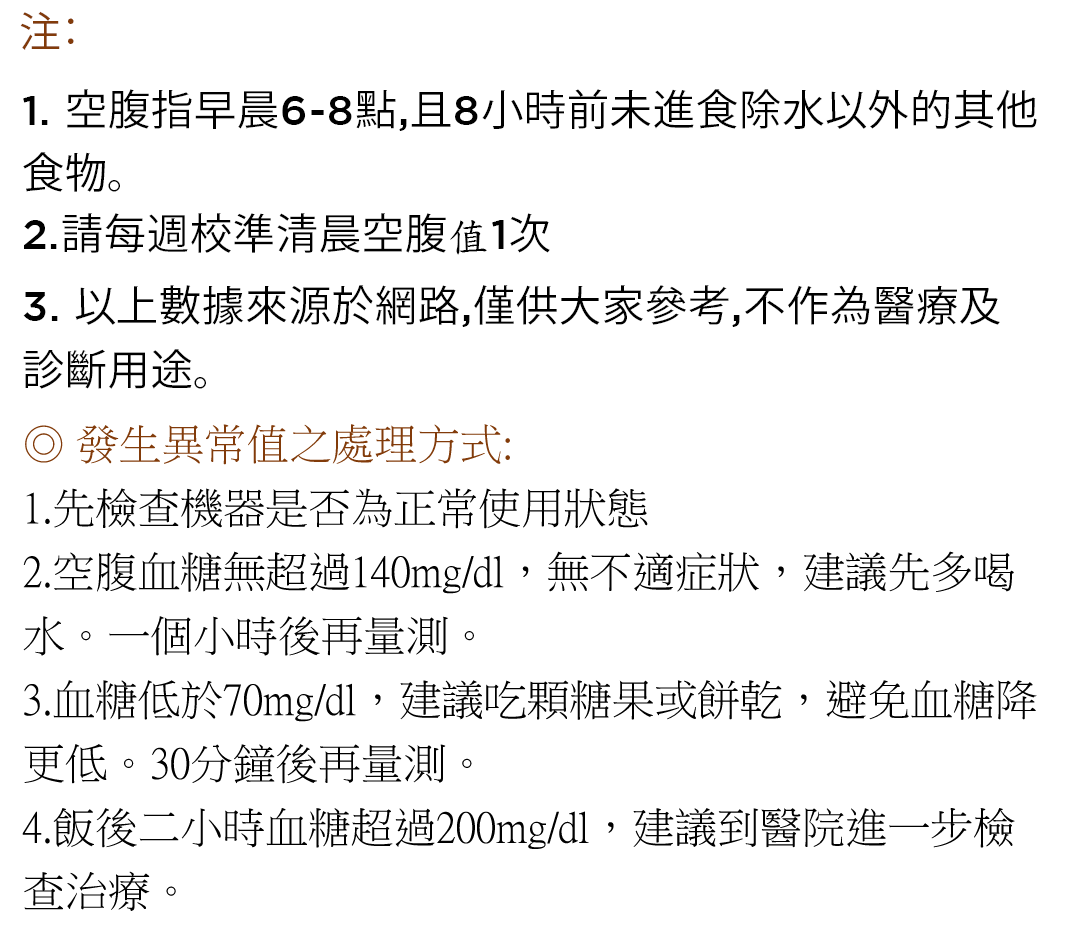 注:
1. 空腹指早晨6-8點,且8小時前未進食除水以外的其他
食物。
2.請每週校準清晨空腹值1次
3. 以上數據來源於網路,僅供大家參考,不作為醫療及
診斷用途。
◎ 發生異常值之處理方式:
1.先檢查機器是否為正常使用狀態
2.空腹血糖無超過140mg/dl，無不適症狀，建議先多喝
水。一個小時後再量測。
3.血糖低於70mg/dl，建議吃顆糖果或餅乾，避免血糖降
更低。30分鐘後再量測。
4.飯後二小時血糖超過200mg/dl，建議到醫院進一步檢
查治療。